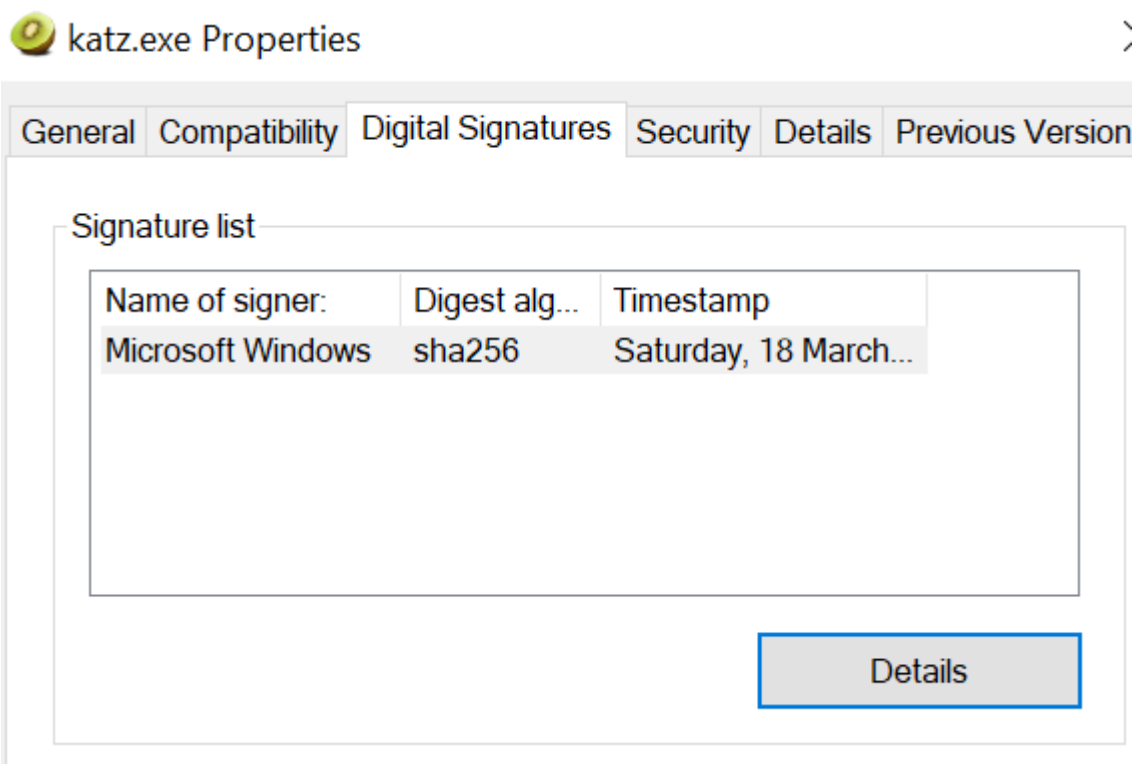 katz.exe Properties
General Compatibility Digital Signatures Security Details Previous Version
Signature list
Name of signer: Digest alg... Timestamp
Microsoft Windows sha256 Saturday, 18 March...
Details